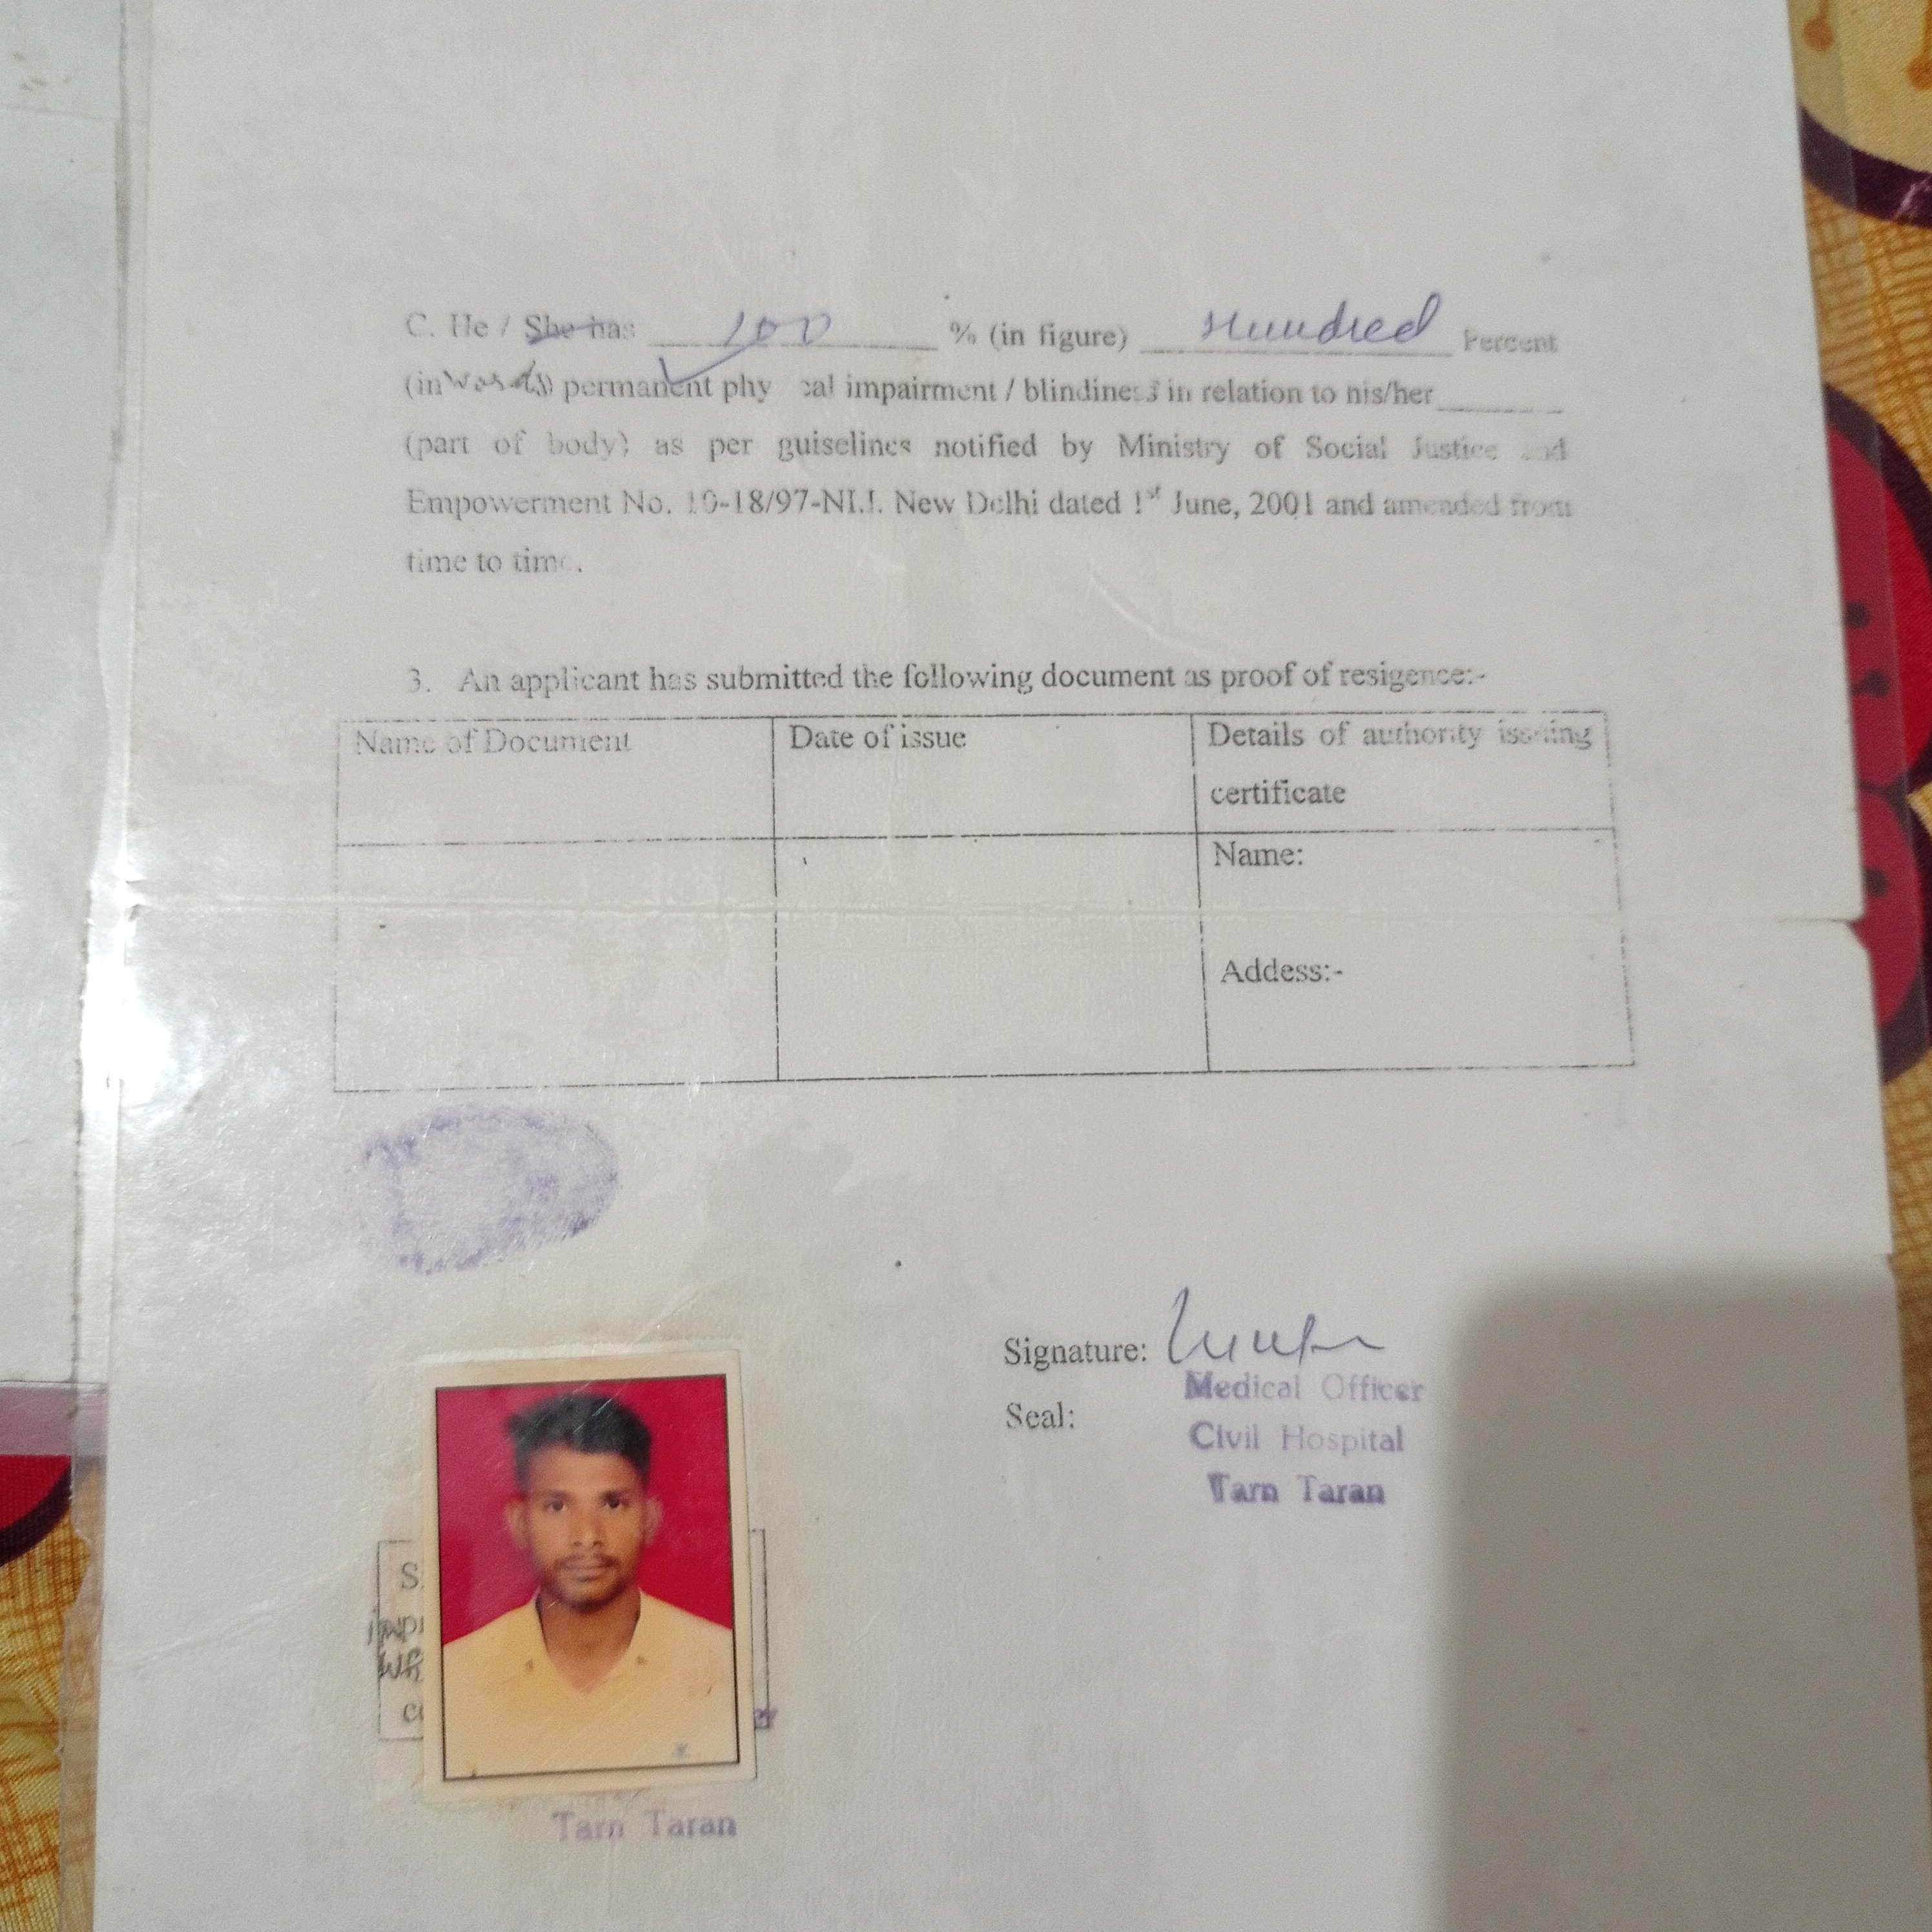 C. He / She has 100 % (in figure) Hundred Percent
(in words) permanent phy cal impairment / blindiness in relation to his/her
(part of body) as per guiselines notified by Ministry of Social Justice and
Empowerment No. 10-18/97-NI.I. New Delhi dated 1st June, 2001 and amended from
time to time.
3. An applicant has submitted the following document as proof of resigence:-
Name of Document Date of issue Details of authority issuing
certificate
Name:
Addess:-
Signature:
Medical Officer
Seal:
Civil Hospital
Tarn Taran
Tarn Taran